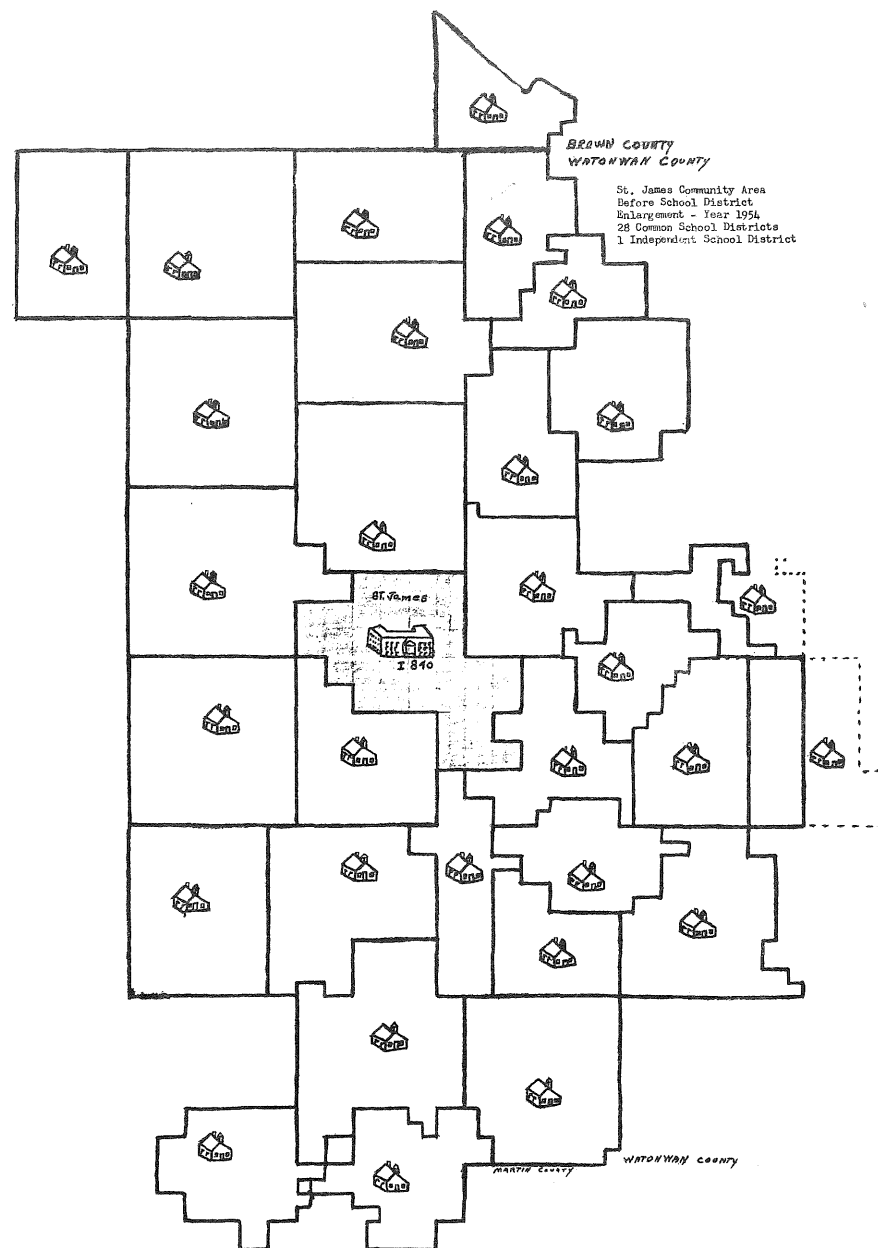 BROWN COUNTY
WATONWAN COUNTY
St. James Community Area
Before School District
Enlargement - Year 1954
28 Common School Districts
1 Independent School District
ST. James
I 840
WATONWAN COUNTY
MARTIN COUNTY